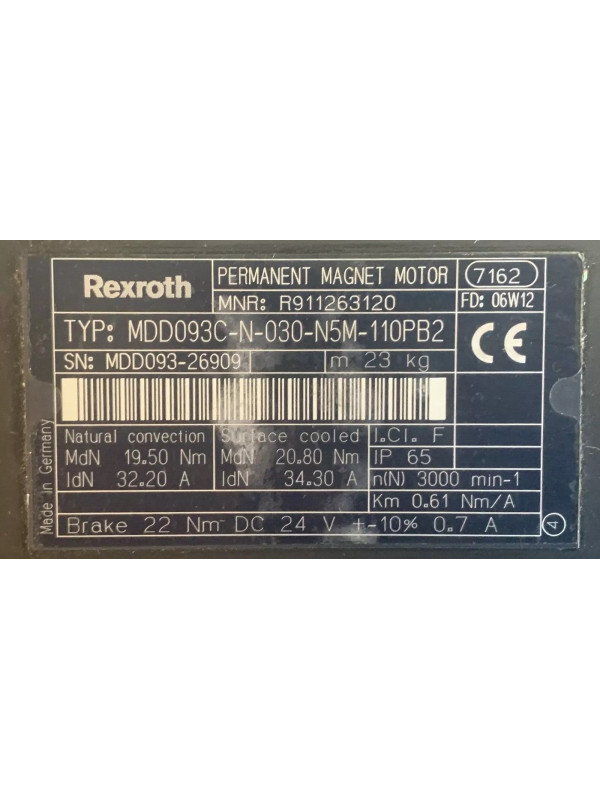 Rexroth
PERMANENT MAGNET MOTOR
7162
MNR: R911263120
FD: 06W12
TYP: MDD093C-N-030-N5M-110PB2
CE
SN: MDD093-26909
m 23 kg
Natural convection
MdN 19.50 Nm
IdN 32.20 A
Surface cooled
MdN 20.80 Nm
IdN 34.30 A
I.Cl. F
IP 65
n(N) 3000 min-1
Km 0.61 Nm/A
Brake 22 Nm DC 24 V +-10% 0.7 A
4
Made in Germany